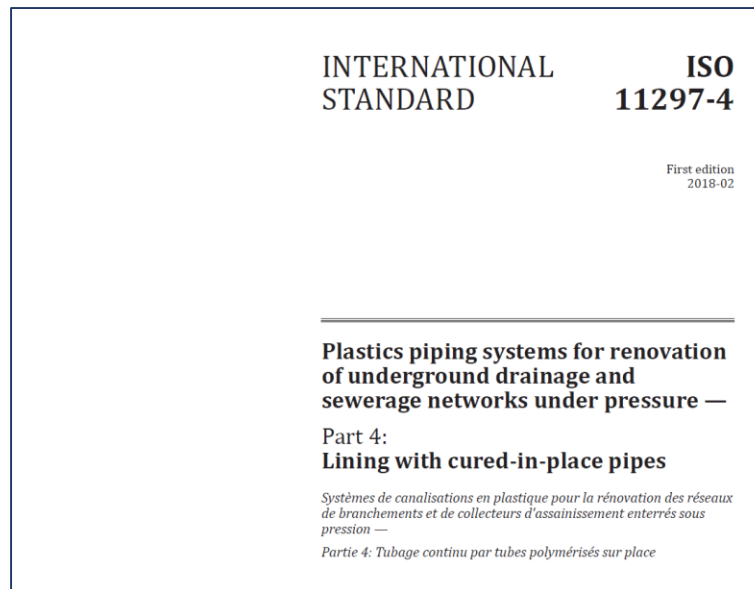 INTERNATIONAL
STANDARD
ISO
11297-4
First edition
2018-02
Plastics piping systems for renovation
of underground drainage and
sewerage networks under pressure —
Part 4:
Lining with cured-in-place pipes
Systèmes de canalisations en plastique pour la rénovation des réseaux
de branchements et de collecteurs d'assainissement enterrés sous
pression —
Partie 4: Tubage continu par tubes polymérisés sur place